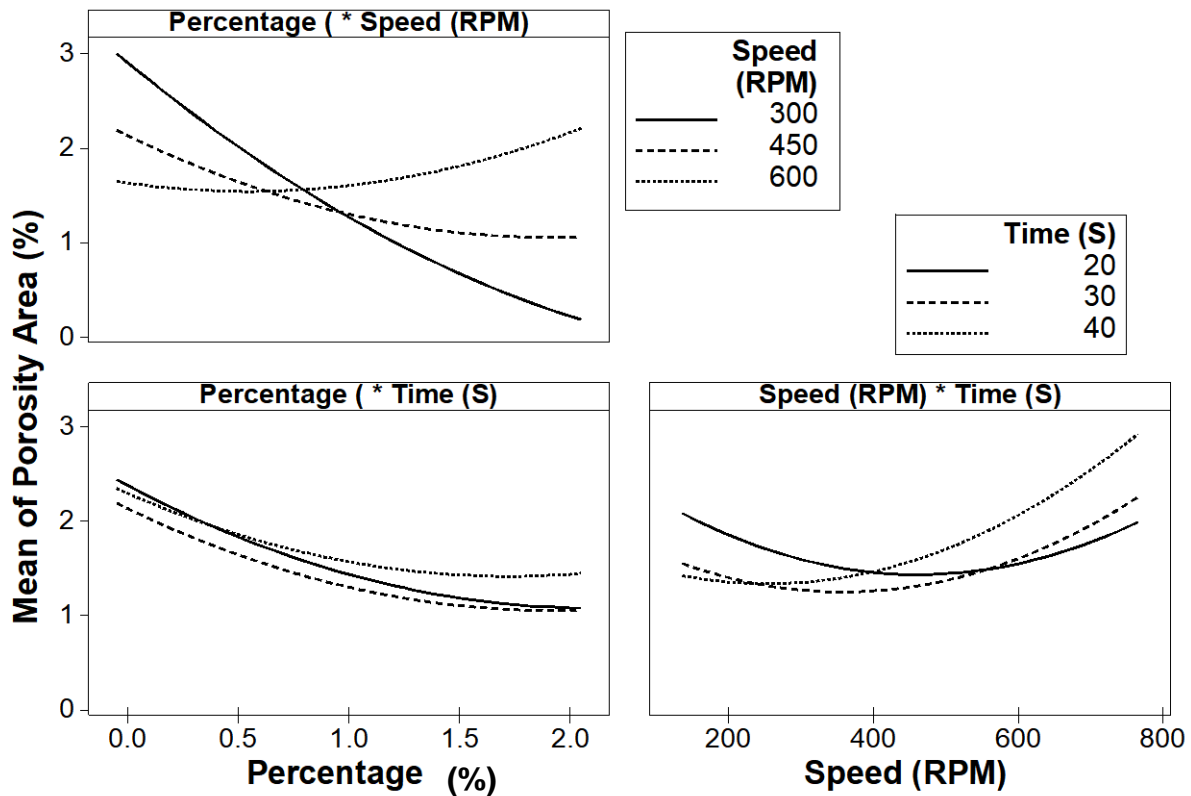 Percentage ( * Speed (RPM)
3
2
1
0
Speed
(RPM)
300
450
600
Time (S)
20
30
40
Mean of Porosity Area (%)
Percentage ( * Time (S)
Speed (RPM) * Time (S)
3
2
1
0
0.0 0.5 1.0 1.5 2.0
200 400 600 800
Percentage (%)
Speed (RPM)